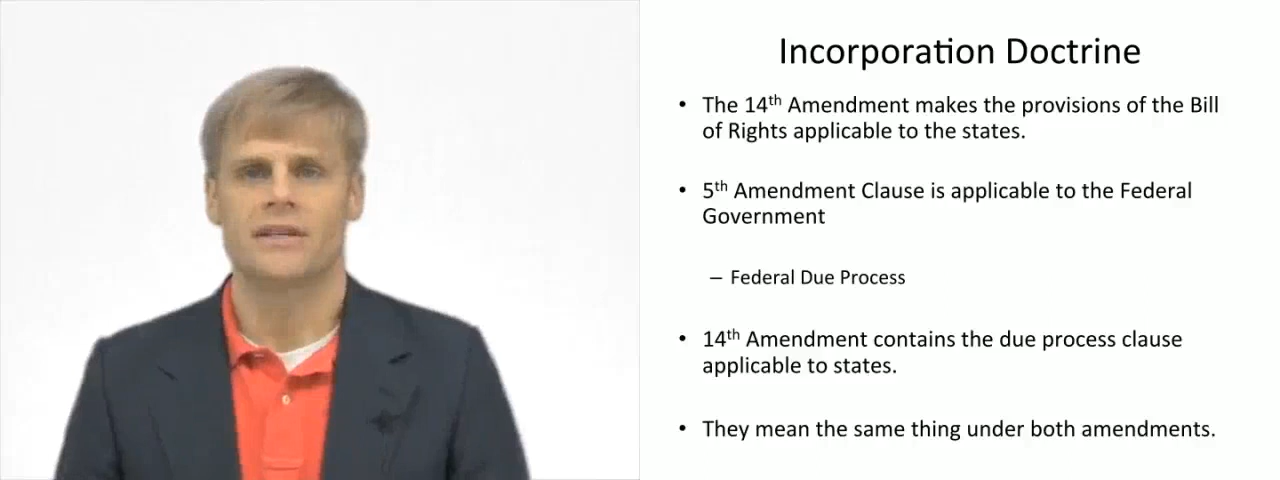 Incorporation Doctrine
• The 14th Amendment makes the provisions of the Bill
of Rights applicable to the states.
• 5th Amendment Clause is applicable to the Federal
Government
– Federal Due Process
• 14th Amendment contains the due process clause
applicable to states.
• They mean the same thing under both amendments.